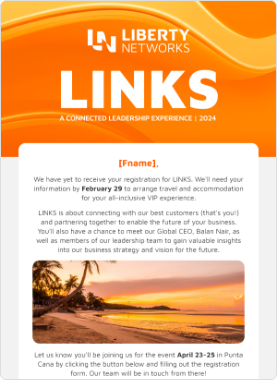 LN LIBERTY
NETWORKS
LINKS
A CONNECTED LEADERSHIP EXPERIENCE | 2024
[Fname],
We have yet to receive your registration for LINKS. We'll need your
information by February 29 to arrange travel and accommodation
for your all-inclusive VIP experience.
LINKS is about connecting with our best customers (that's you!)
and partnering together to enable the future of your business.
You'll also have a chance to meet our Global CEO, Balan Nair, as
well as members of our leadership team to gain valuable insights
into our business strategy and vision for the future.
Let us know you'll be joining us for the event April 23-25 in Punta
Cana by clicking the button below and filling out the registration
form. Our team will be in touch from there!